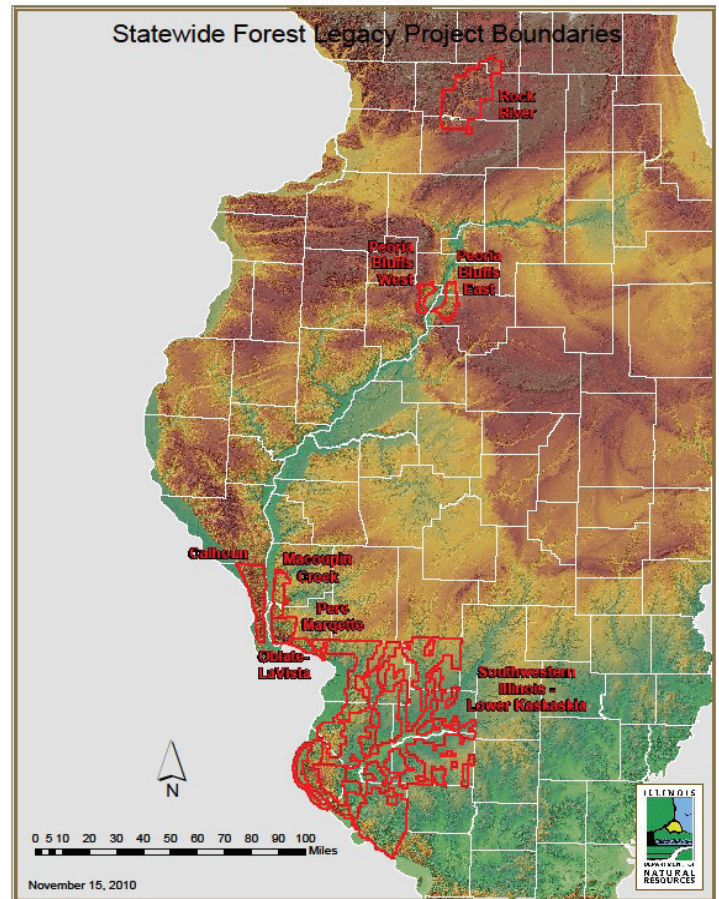 Statewide Forest Legacy Project Boundaries
Rock
River
Peoria
Bluffs
West
Peoria
Bluffs
East
Calhoun
Macoupin
Creek
Pere
Marqette
Oblate-
LaVista
Southwestern
Illinois -
Lower Kaskaskia
N
0 5 10 20 30 40 50 60 70 80 90 100
Miles
November 15, 2010
ILLINOIS
DEPARTMENT OF
NATURAL
RESOURCES